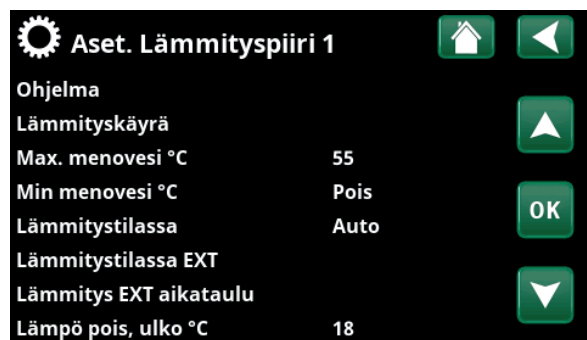 Aset. Lämmityspiiri 1
Ohjelma
Lämmityskäyrä
Max. menovesi °C 55
Min menovesi °C Pois
Lämmitystilassa Auto
OK
Lämmitystilassa EXT
Lämmitys EXT aikataulu
Lämpö pois, ulko °C 18